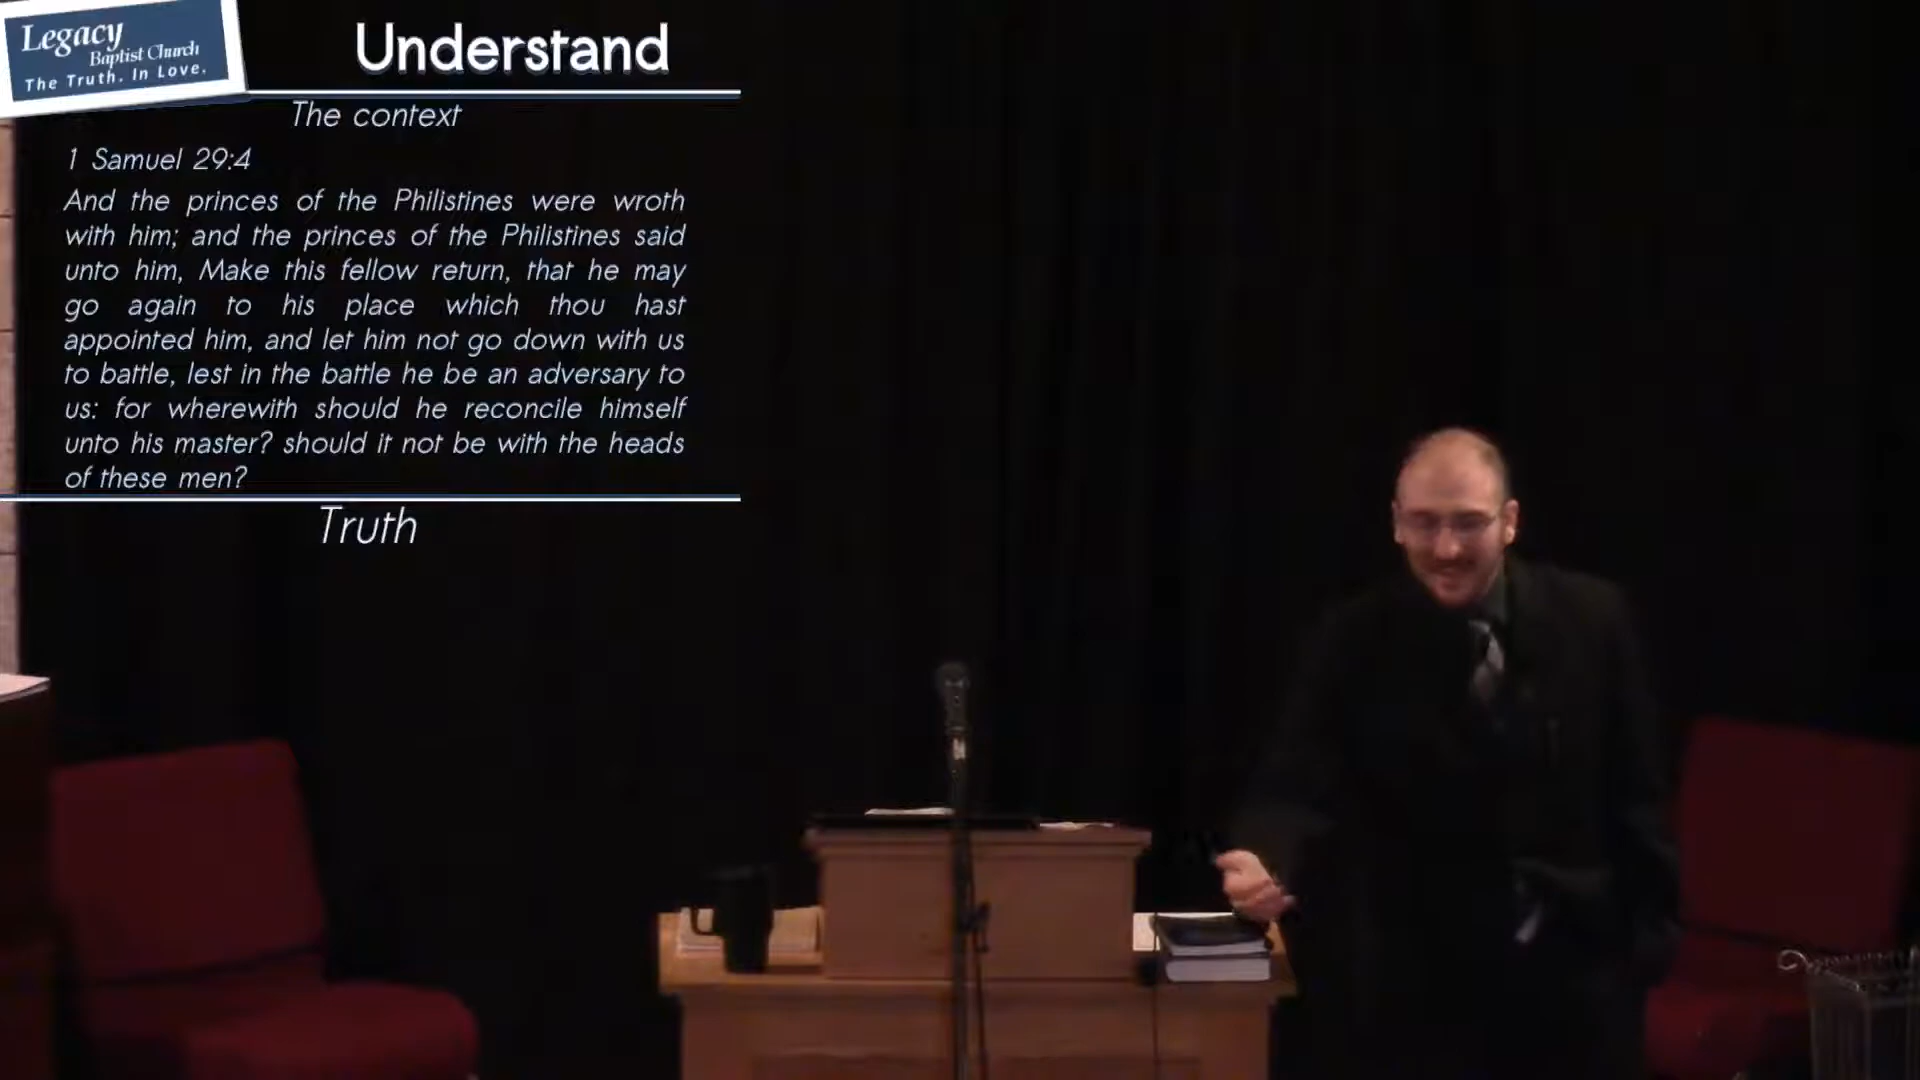 Legacy
Baptist Church
The Truth. In Love.
Understand
The context
1 Samuel 29:4
And the princes of the Philistines were wroth
with him; and the princes of the Philistines said
unto him, Make this fellow return, that he may
go again to his place which thou hast
appointed him, and let him not go down with us
to battle, lest in the battle he be an adversary to
us: for wherewith should he reconcile himself
unto his master? should it not be with the heads
of these men?
Truth